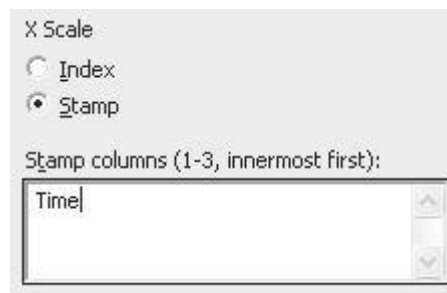 X Scale
Index
Stamp
Stamp columns (1-3, innermost first):
Time